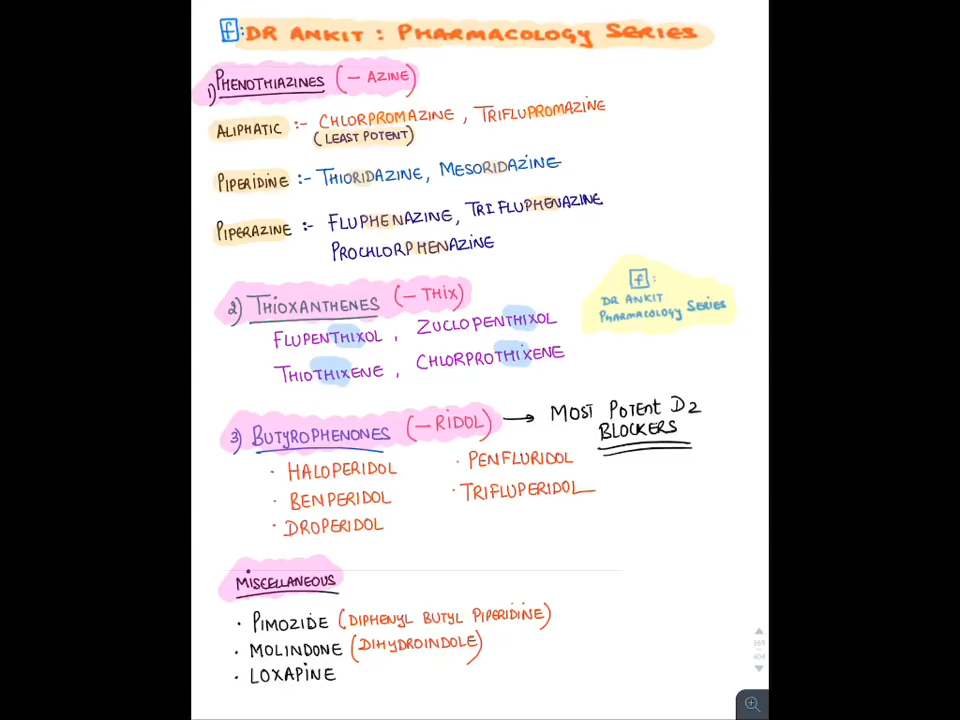 f : DR ANKIT : PHARMACOLOGY SERIES
1) PHENOTHIAZINES (- AZINE)
ALIPHATIC :- CHLORPROMAZINE , TRIFLUPROMAZINE
(LEAST POTENT)
PIPERIDINE :- THIORIDAZINE, MESORIDAZINE
PIPERAZINE :- FLUPHENAZINE, TRIFLUPHENAZINE
PROCHLORPHENAZINE
f :
DR ANKIT
PHARMACOLOGY SERIES
2) THIOXANTHENES (- THIX)
FLUPENTHIXOL , ZUCLOPENTHIXOL
THIOTHIXENE , CHLORPROTHIXENE
3) BUTYROPHENONES (- RIDOL) → MOST POTENT D2
BLOCKERS
· HALOPERIDOL · PENFLURIDOL
· BENPERIDOL · TRIFLUPERIDOL
· DROPERIDOL
MISCELLANEOUS
· PIMOZIDE (DIPHENYL BUTYL PIPERIDINE)
· MOLINDONE (DIHYDROINDOLE)
· LOXAPINE
369
404